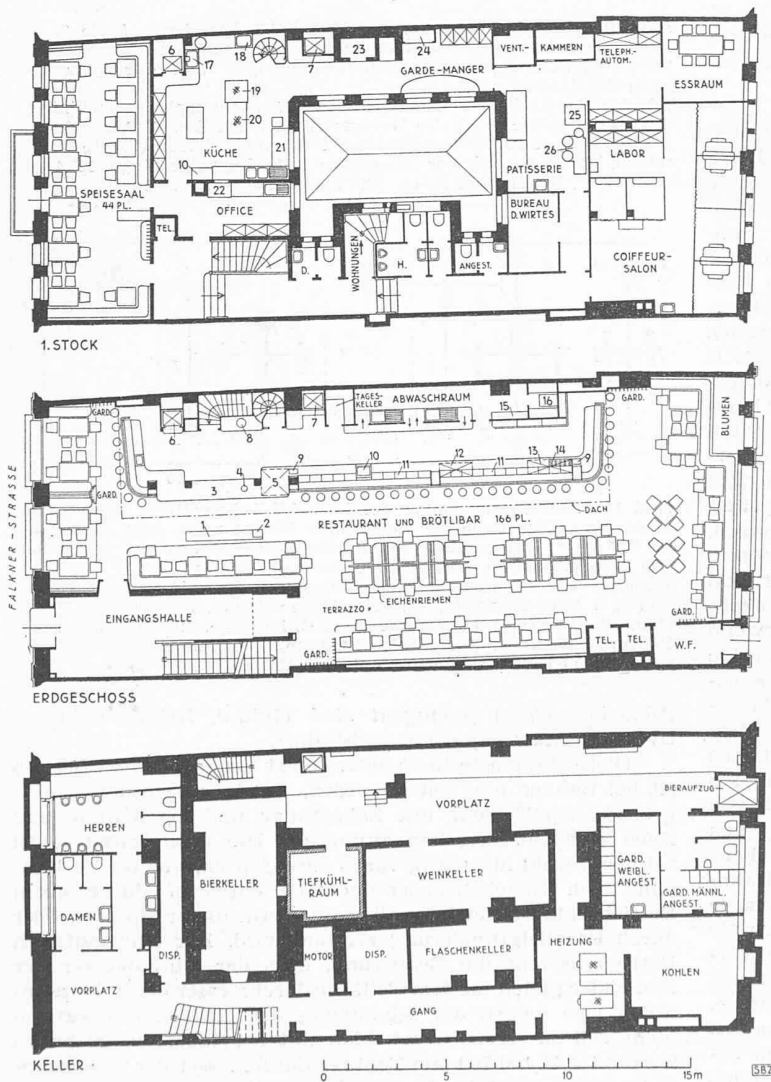 6
17
18
7
23
24
VENT.-
KAMMERN
TELEPH.-
AUTOM.
ESSRAUM
GARDE-MANGER
19
20
25
26
KÜCHE
21
LABOR
10
PATISSERIE
SPEISESAAL
44 PL.
22
OFFICE
BUREAU
D. WIRTES
TEL.
WOHNUNGEN
D.
H.
ANGEST.
COIFFEUR-
SALON
1. STOCK
GARD.
6
8
7
TAGES-
KELLER
ABWASCHRAUM
15
16
GARD.
BLUMEN
FALKNER-STRASSE
GARD.
3
4
5
9
10
11
12
11
13
14
9
DACH
1
2
RESTAURANT UND BRÖTLIBAR 166 PL.
EICHENRIEMEN
TERRAZZO
EINGANGSHALLE
GARD.
GARD.
TEL.
TEL.
W.F.
ERDGESCHOSS
BIERAUFZUG
HERREN
VORPLATZ
BIERKELLER
TIEFKÜHL-
RAUM
WEINKELLER
GARD.
WEIBL.
ANGEST.
GARD. MÄNNL.
ANGEST.
DAMEN
DISP.
MOTOR
DISP.
FLASCHENKELLER
HEIZUNG
KOHLEN
VORPLATZ
GANG
KELLER
0 5 10 15 m
SBZ